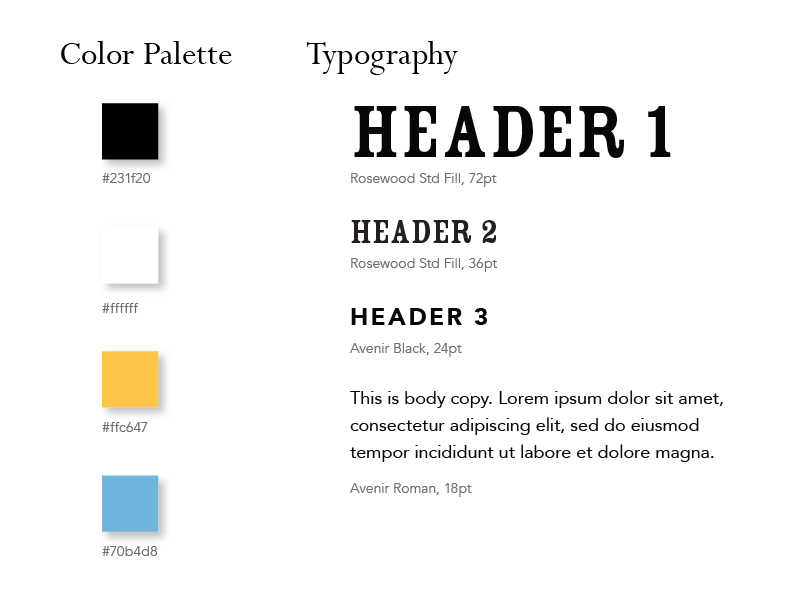 Color Palette
#231f20
#ffffff
#ffc647
#70b4d8
Typography
HEADER 1
Rosewood Std Fill, 72pt
HEADER 2
Rosewood Std Fill, 36pt
HEADER 3
Avenir Black, 24pt
This is body copy. Lorem ipsum dolor sit amet,
consectetur adipiscing elit, sed do eiusmod
tempor incididunt ut labore et dolore magna.
Avenir Roman, 18pt